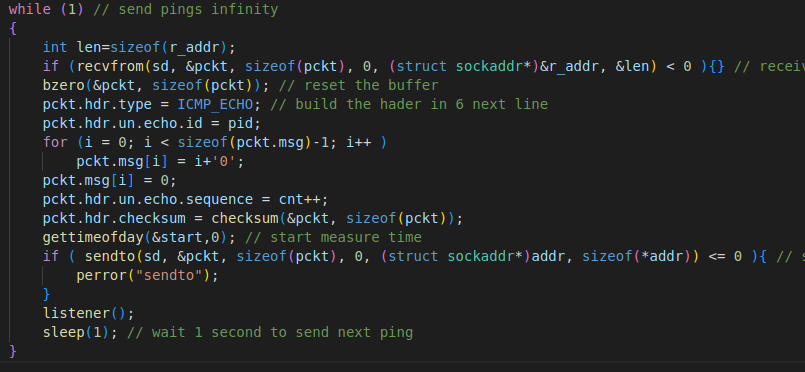 while (1) // send pings infinity
{
int len=sizeof(r_addr);
if (recvfrom(sd, &pckt, sizeof(pckt), 0, (struct sockaddr*)&r_addr, &len) < 0 ){} // recei
bzero(&pckt, sizeof(pckt)); // reset the buffer
pckt.hdr.type = ICMP_ECHO; // build the hader in 6 next line
pckt.hdr.un.echo.id = pid;
for (i = 0; i < sizeof(pckt.msg)-1; i++ )
pckt.msg[i] = i+'0';
pckt.msg[i] = 0;
pckt.hdr.un.echo.sequence = cnt++;
pckt.hdr.checksum = checksum(&pckt, sizeof(pckt));
gettimeofday(&start,0); // start measure time
if ( sendto(sd, &pckt, sizeof(pckt), 0, (struct sockaddr*)addr, sizeof(*addr)) <= 0 ){ // s
perror("sendto");
}
listener();
sleep(1); // wait 1 second to send next ping
}